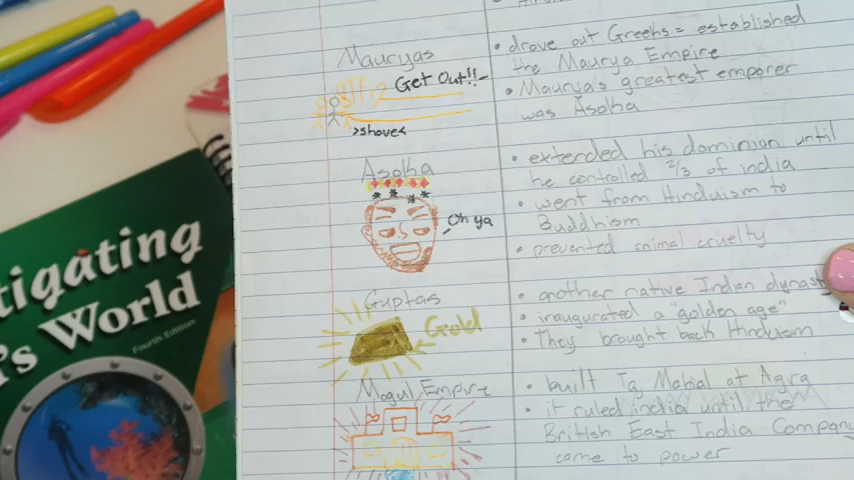 Mauryas
Get Out!!
>shove<
• drove out Greeks = established
the Maurya Empire
• Maurya's greatest emporer
was Asoka
Asoka
Oh ya
• extended his dominion until
he controlled 2/3 of india
• went from Hinduism to
Buddhism
• prevented animal cruelty
Guptas
Gold
• another native Indian dynast
• inaugurated a "golden age"
• They brought back Hinduism
Mogul Empire
• built Taj Mahal at Agra
• it ruled india until the
British East India Company
came to power
tigating
's World
Fourth Edition